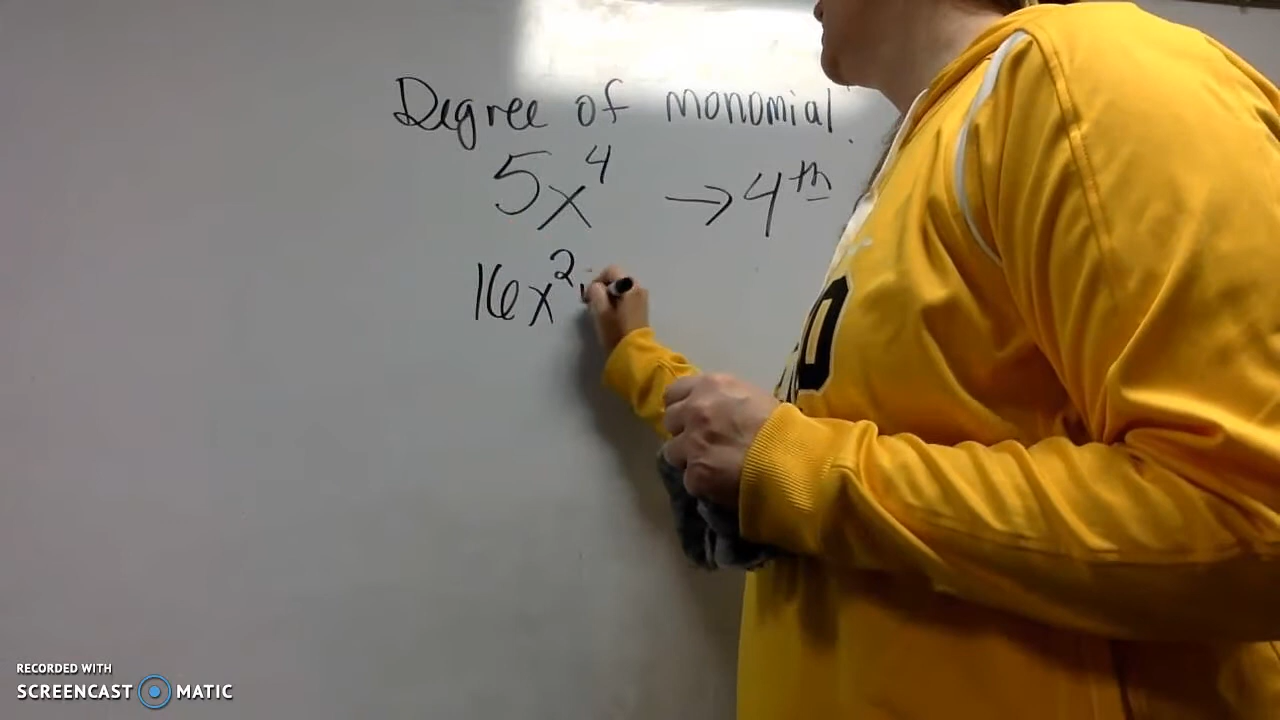 Degree of monomial:
5x⁴ → 4th
16x²
RECORDED WITH
SCREENCAST MATIC